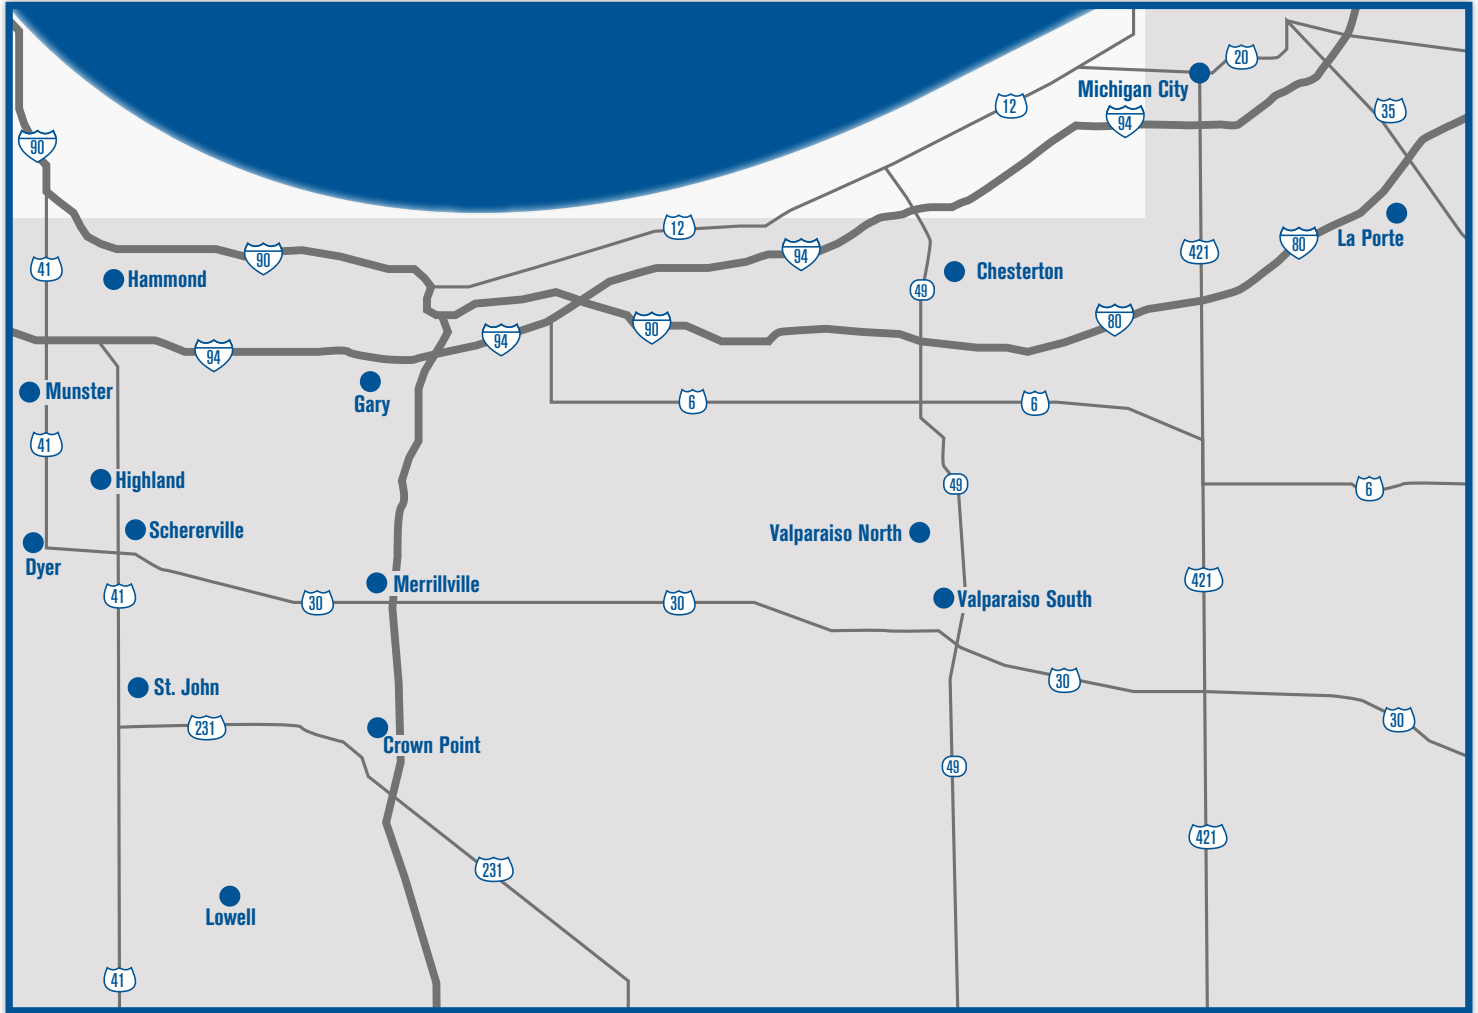 20
Michigan City
12
35
94
90
La Porte
12
80
421
94
90
41
Chesterton
Hammond
49
80
90
94
94
Munster
Gary
6
6
41
Highland
49
6
Schererville
Valparaiso North
Dyer
421
Merrillville
41
30
30
Valparaiso South
30
St. John
30
231
Crown Point
49
421
231
Lowell
41